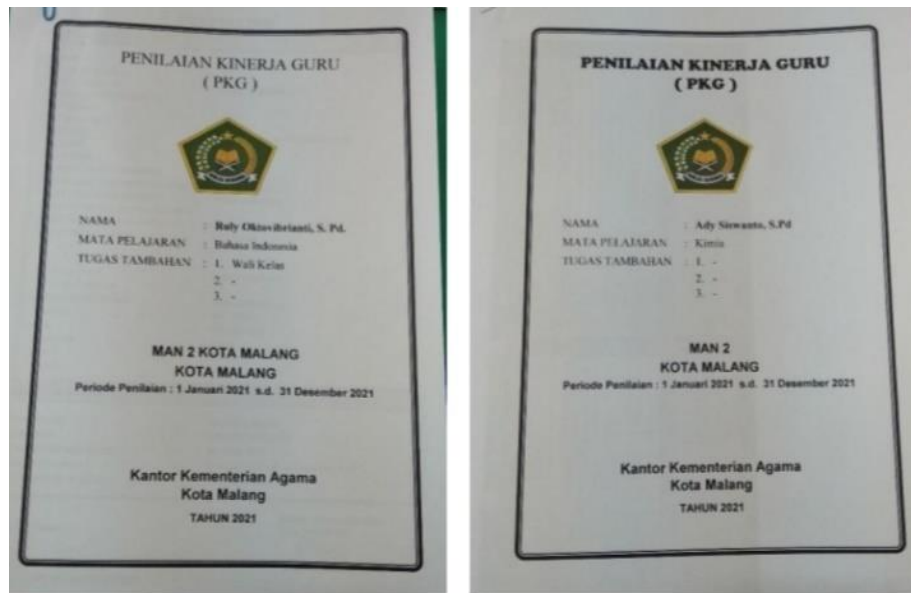 PENILAIAN KINERJA GURU
( PKG )
NAMA : Ruly Oktovibrianti, S. Pd.
MATA PELAJARAN : Bahasa Indonesia
TUGAS TAMBAHAN : 1. Wali Kelas
2. -
3. -
MAN 2 KOTA MALANG
KOTA MALANG
Periode Penilaian : 1 Januari 2021 s.d. 31 Desember 2021
Kantor Kementerian Agama
Kota Malang
TAHUN 2021
PENILAIAN KINERJA GURU
( PKG )
NAMA : Ady Siswanto, S.Pd
MATA PELAJARAN : Kimia
TUGAS TAMBAHAN : 1. -
2. -
3. -
MAN 2
KOTA MALANG
Periode Penilaian : 1 Januari 2021 s.d. 31 Desember 2021
Kantor Kementerian Agama
Kota Malang
TAHUN 2021